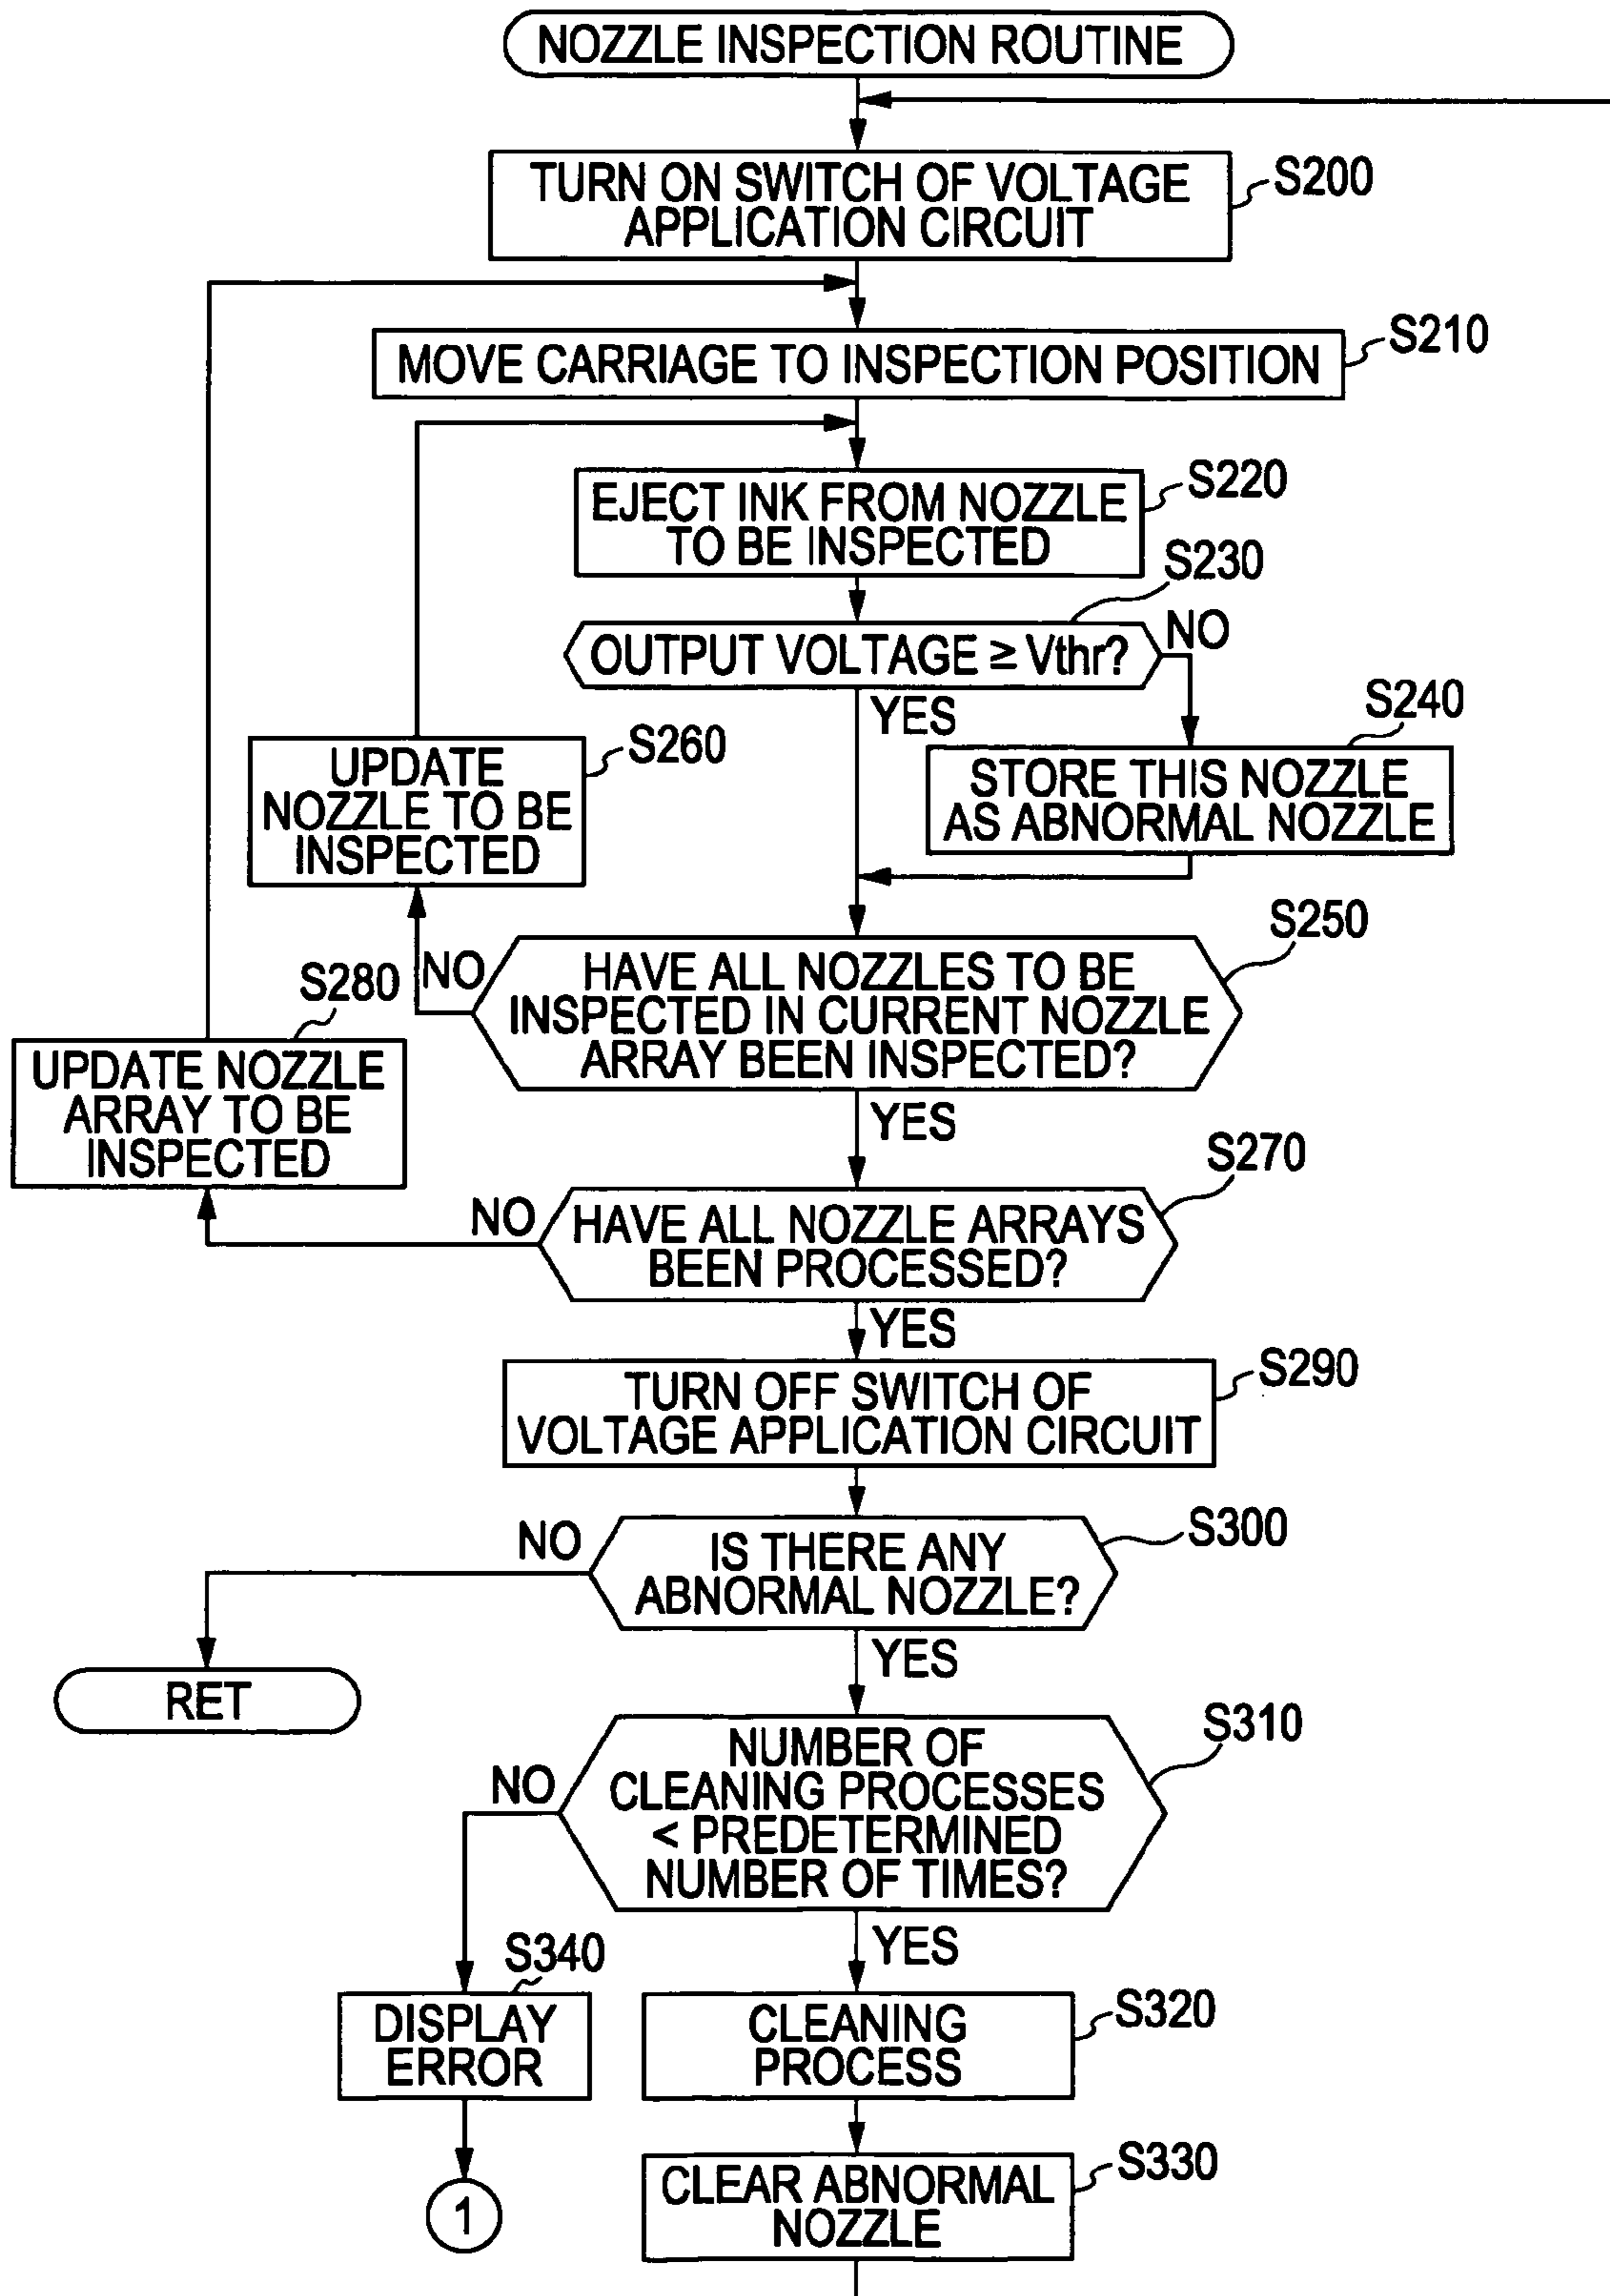 NOZZLE INSPECTION ROUTINE
TURN ON SWITCH OF VOLTAGE
APPLICATION CIRCUIT
S200
MOVE CARRIAGE TO INSPECTION POSITION
S210
EJECT INK FROM NOZZLE
TO BE INSPECTED
S220
S230
OUTPUT VOLTAGE ≥ Vthr?
NO
YES
S240
STORE THIS NOZZLE
AS ABNORMAL NOZZLE
UPDATE
NOZZLE TO BE
INSPECTED
S260
S250
HAVE ALL NOZZLES TO BE
INSPECTED IN CURRENT NOZZLE
ARRAY BEEN INSPECTED?
NO
YES
S280
UPDATE NOZZLE
ARRAY TO BE
INSPECTED
S270
HAVE ALL NOZZLE ARRAYS
BEEN PROCESSED?
NO
YES
TURN OFF SWITCH OF
VOLTAGE APPLICATION CIRCUIT
S290
IS THERE ANY
ABNORMAL NOZZLE?
S300
NO
YES
RET
NUMBER OF
CLEANING PROCESSES
< PREDETERMINED
NUMBER OF TIMES?
S310
NO
YES
S340
DISPLAY
ERROR
CLEANING
PROCESS
S320
1
CLEAR ABNORMAL
NOZZLE
S330